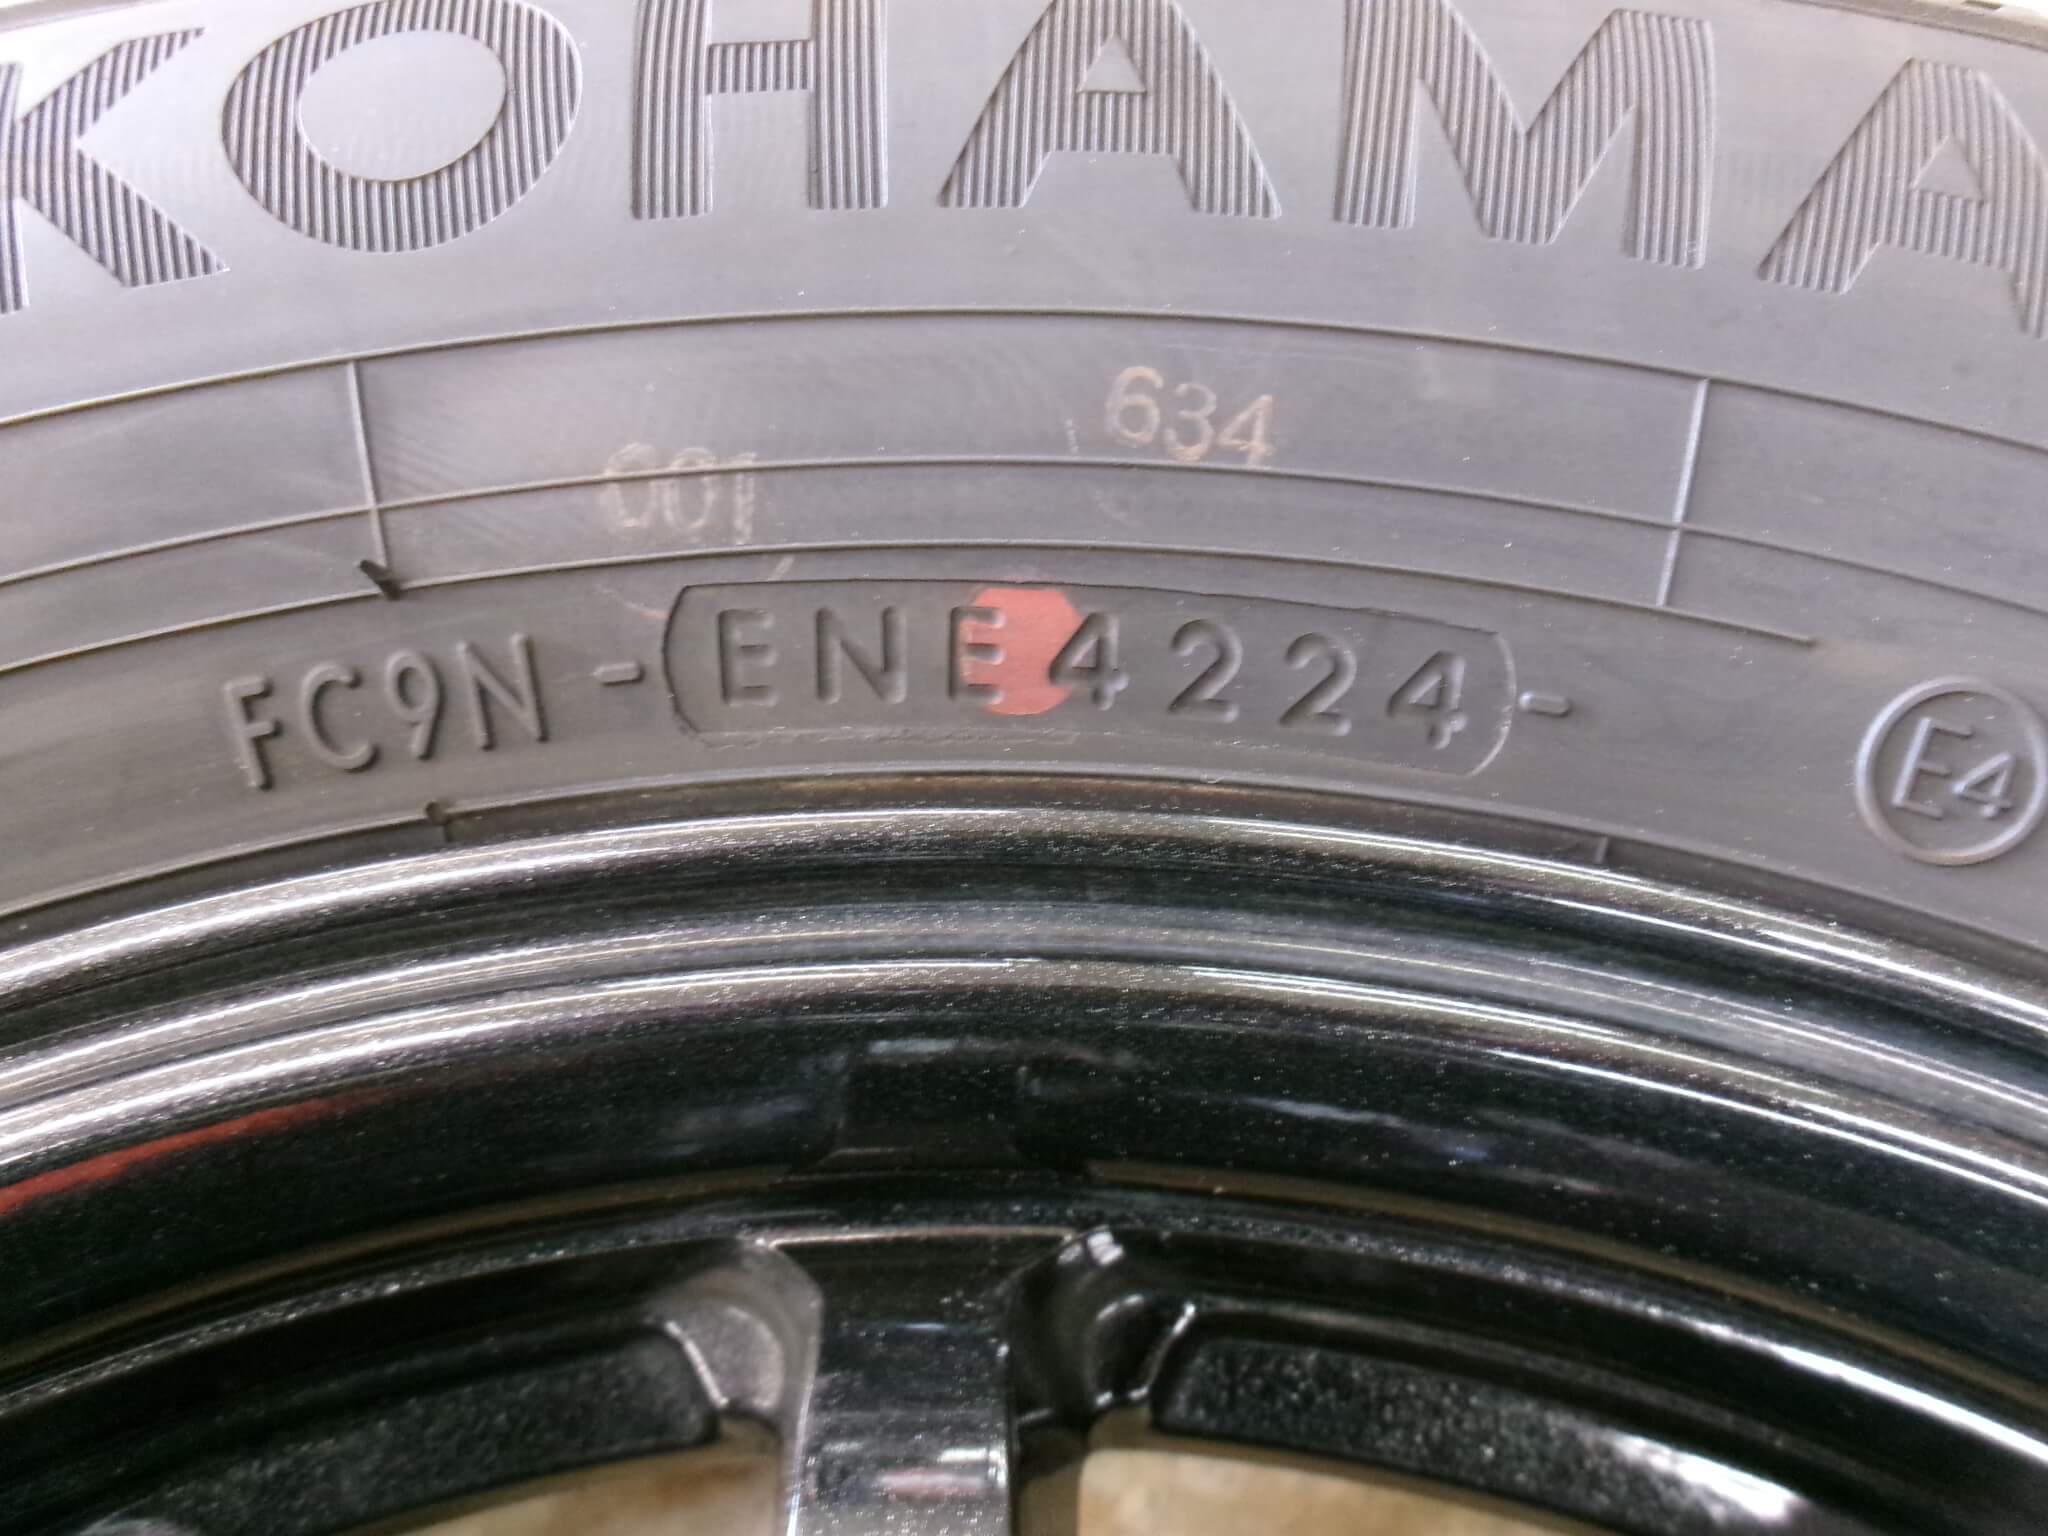 KOHAMA
634
001
FC9N - ENE4224 -
E4